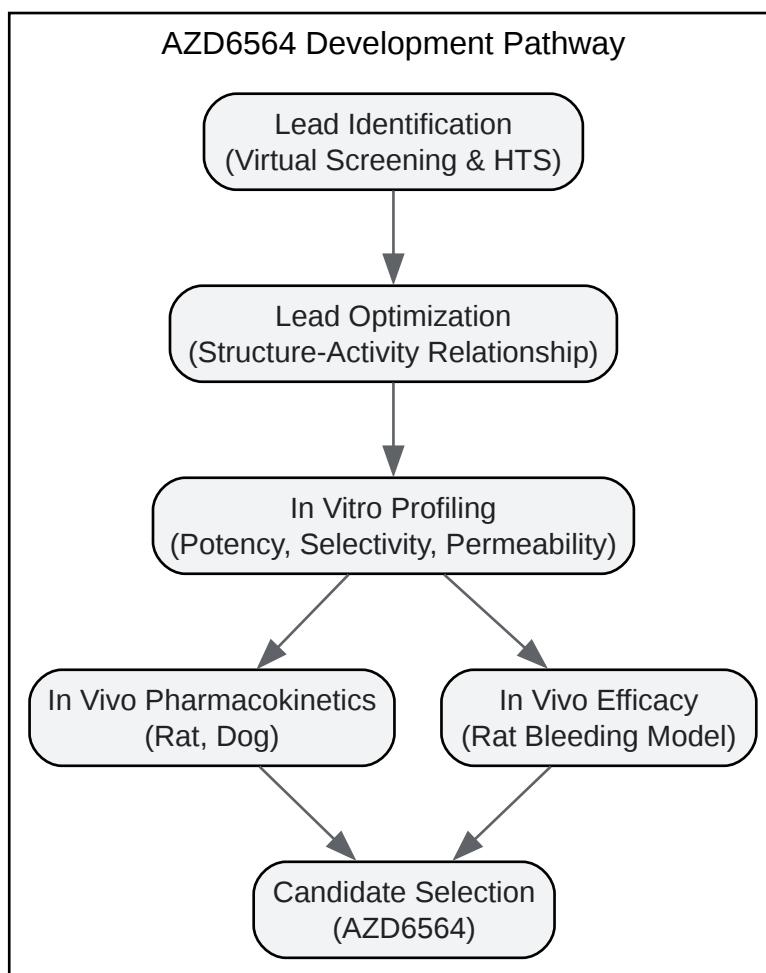 AZD6564 Development Pathway
Lead Identification
(Virtual Screening & HTS)
Lead Optimization
(Structure-Activity Relationship)
In Vitro Profiling
(Potency, Selectivity, Permeability)
In Vivo Pharmacokinetics
(Rat, Dog)
In Vivo Efficacy
(Rat Bleeding Model)
Candidate Selection
(AZD6564)